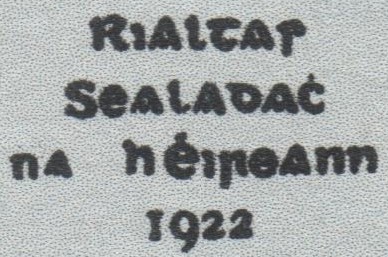 Rialtas
Sealadaċ
na hÉireann
1922